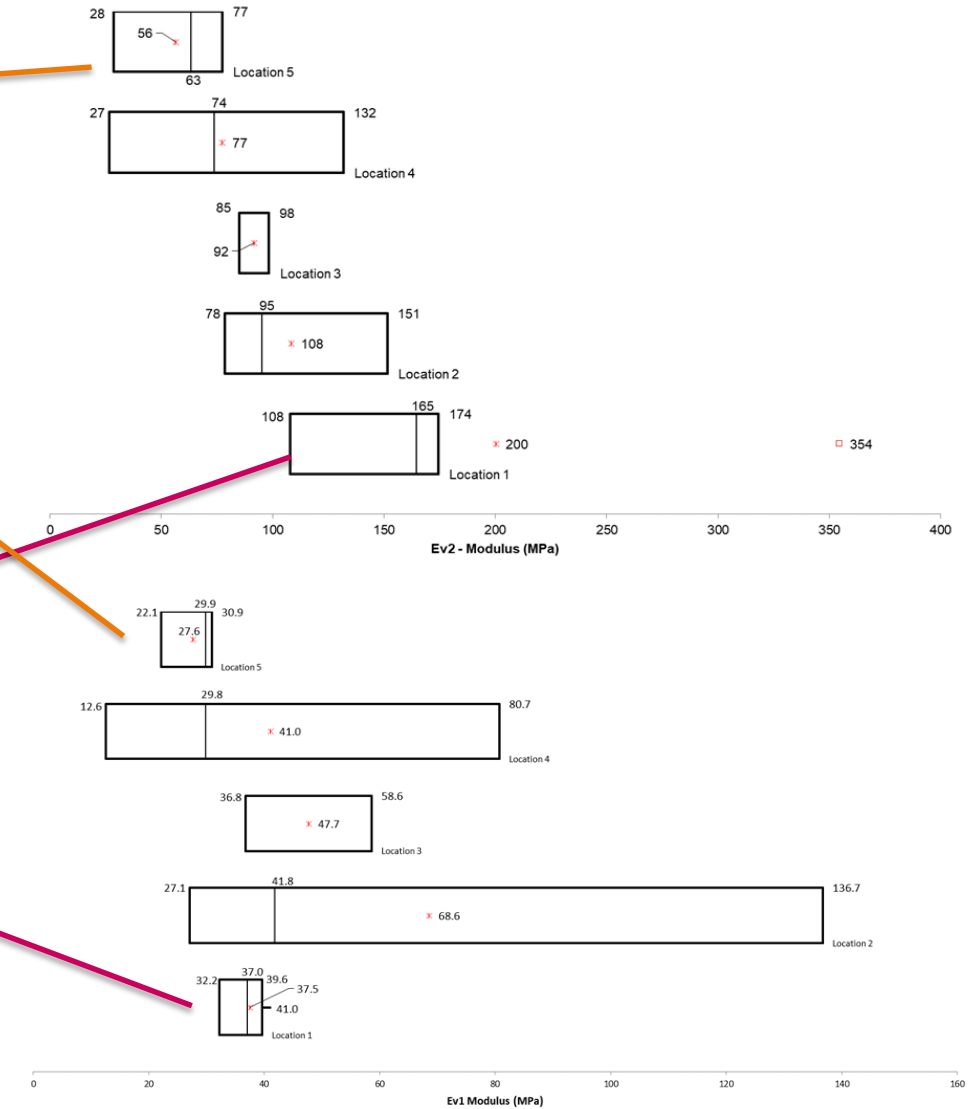 28 77
56
63 Location 5
74
27 132
77
Location 4
85 98
92
Location 3
95
78 151
108
Location 2
165
108 174
200 354
Location 1
0 50 100 150 200 250 300 350 400
Ev2 - Modulus (MPa)
29.9
22.1 30.9
27.6
Location 5
29.8
12.6 80.7
41.0
Location 4
36.8 58.6
47.7
Location 3
41.8
27.1 136.7
68.6
Location 2
37.0
32.2 39.6
37.5
41.0
Location 1
0 20 40 60 80 100 120 140 160
Ev1 Modulus (MPa)